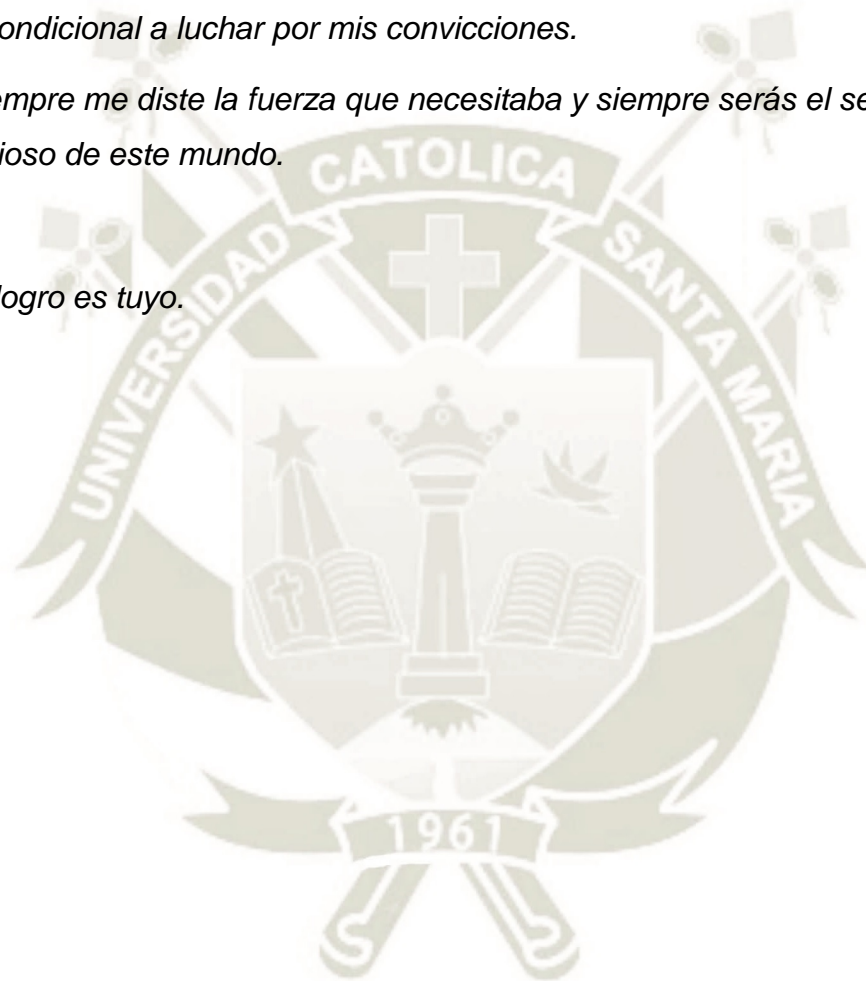 ondicional a luchar por mis convicciones.
empre me diste la fuerza que necesitaba y siempre serás el se
ioso de este mundo.
CATOLICA
UNIVERSIDAD
SANTA MARIA
logro es tuyo.
1961